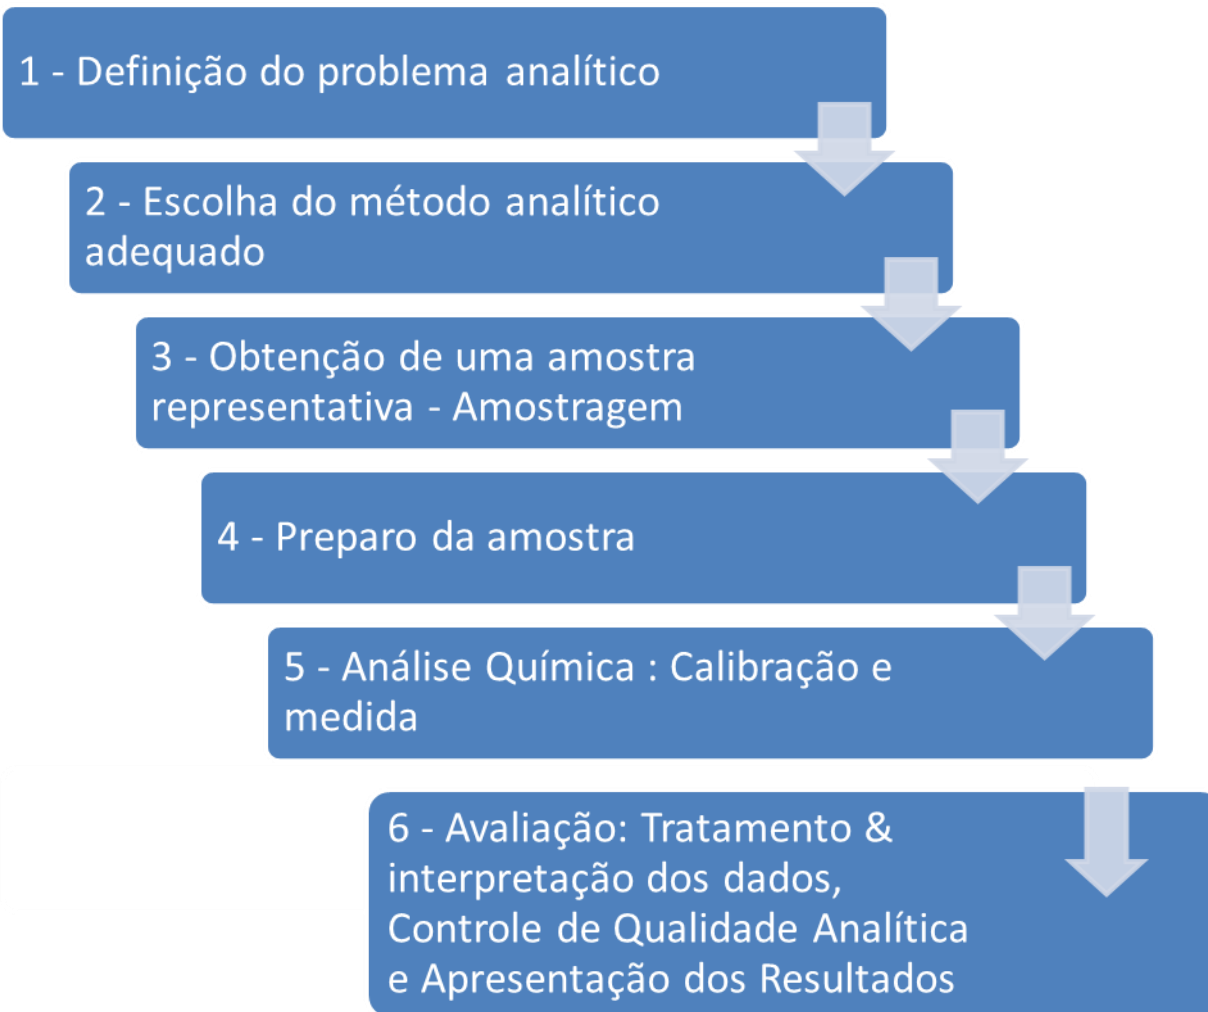 1 - Definição do problema analítico
2 - Escolha do método analítico
adequado
3 - Obtenção de uma amostra
representativa - Amostragem
4 - Preparo da amostra
5 - Análise Química : Calibração e
medida
6 - Avaliação: Tratamento &
interpretação dos dados,
Controle de Qualidade Analítica
e Apresentação dos Resultados